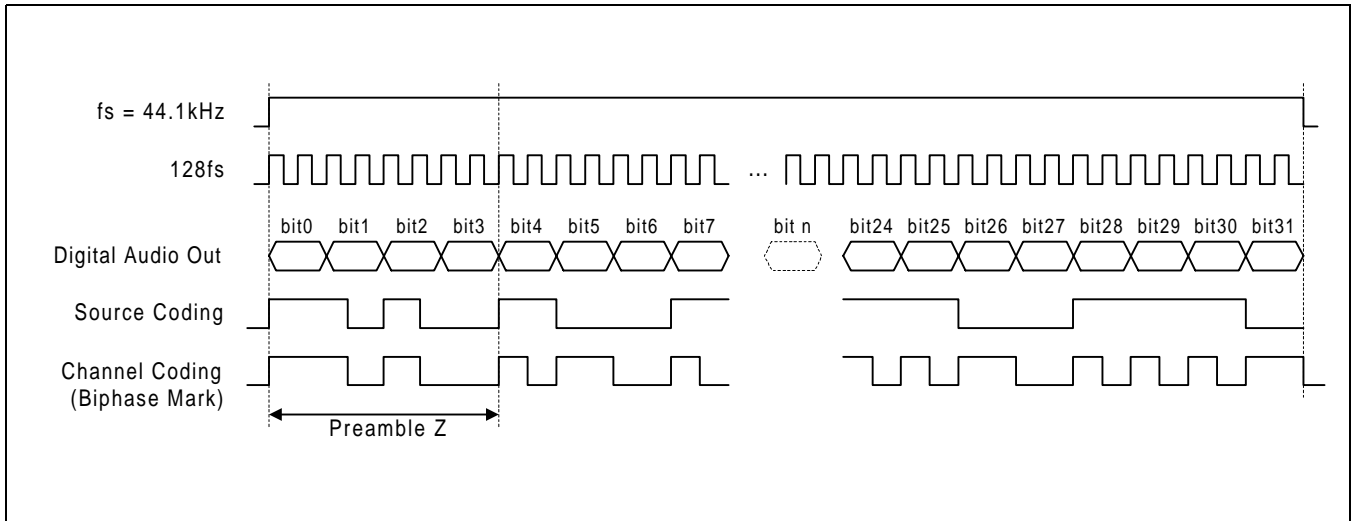 fs = 44.1kHz
128fs
...
bit0 bit1 bit2 bit3 bit4 bit5 bit6 bit7 bit n bit24 bit25 bit26 bit27 bit28 bit29 bit30 bit31
Digital Audio Out
Source Coding
Channel Coding
(Biphase Mark)
Preamble Z